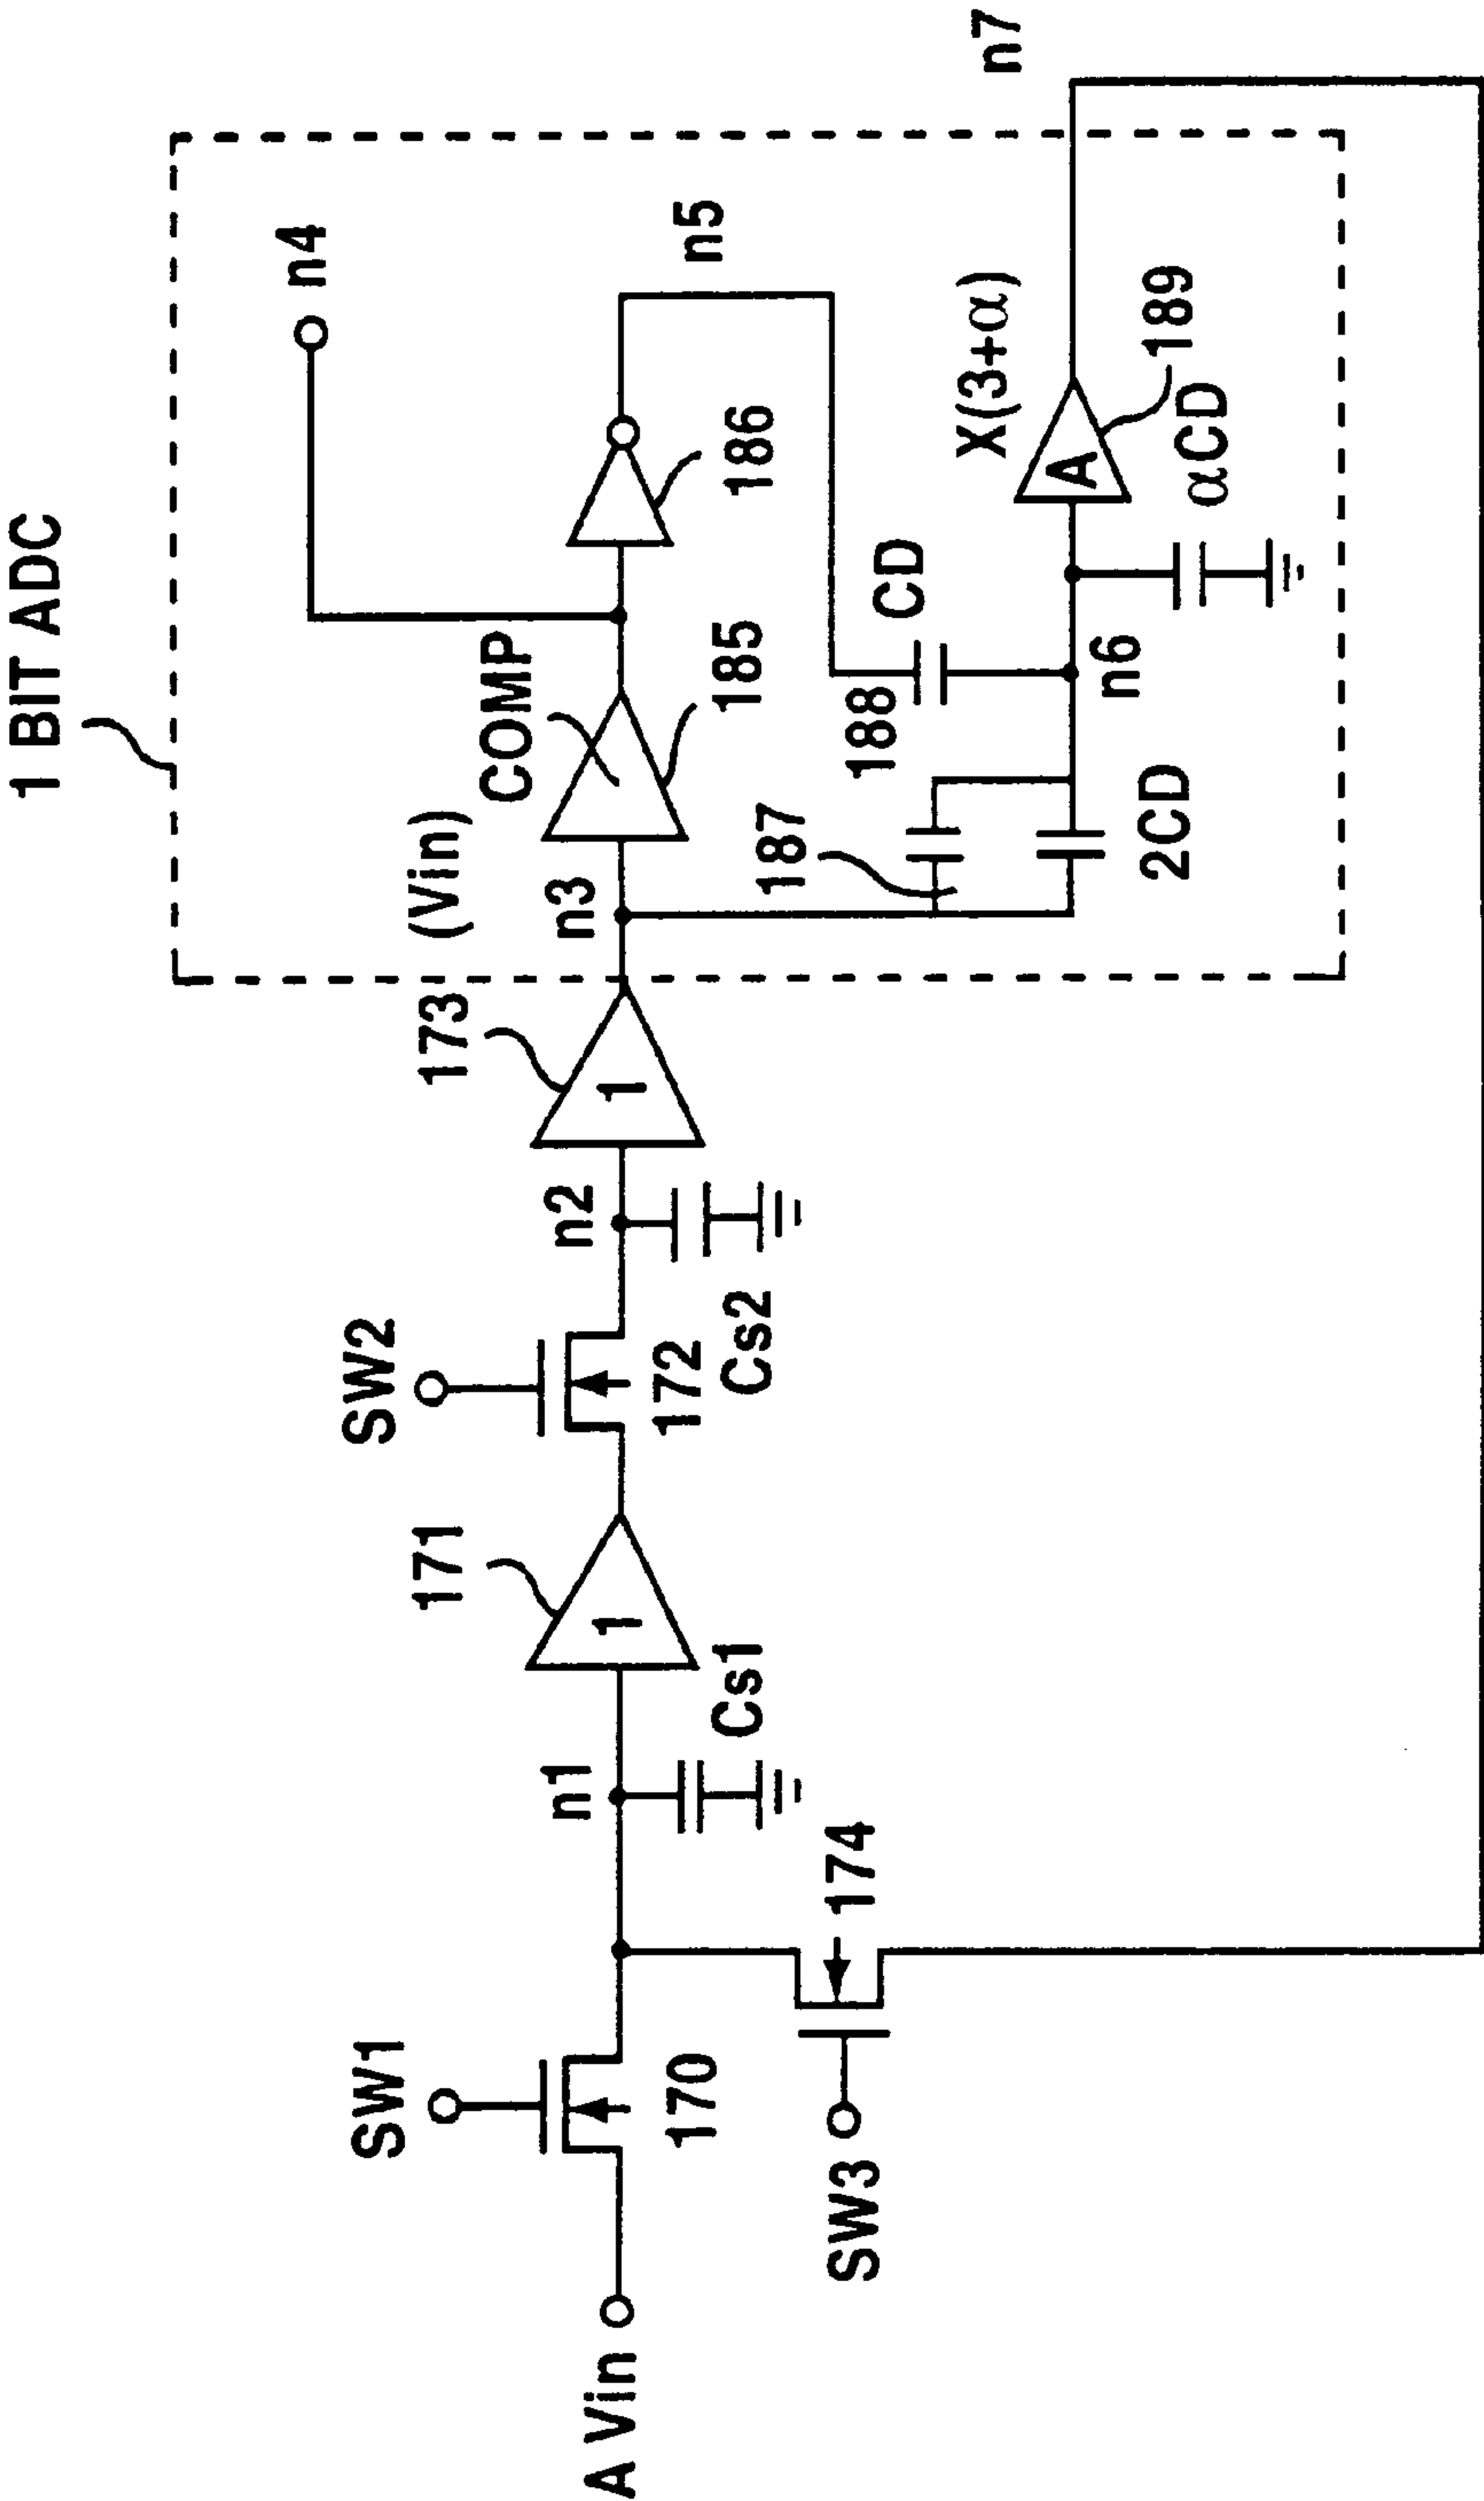 1 BIT ADC
n4
(Vin)
COMP
n3
185
186
n5
173
1
n2
Cs2
SW2
172
171
1
n1
Cs1
SW1
170
A Vin
SW3
174
187
188
CD
2CD
n6
X(3+α)
A
189
αCD
n7